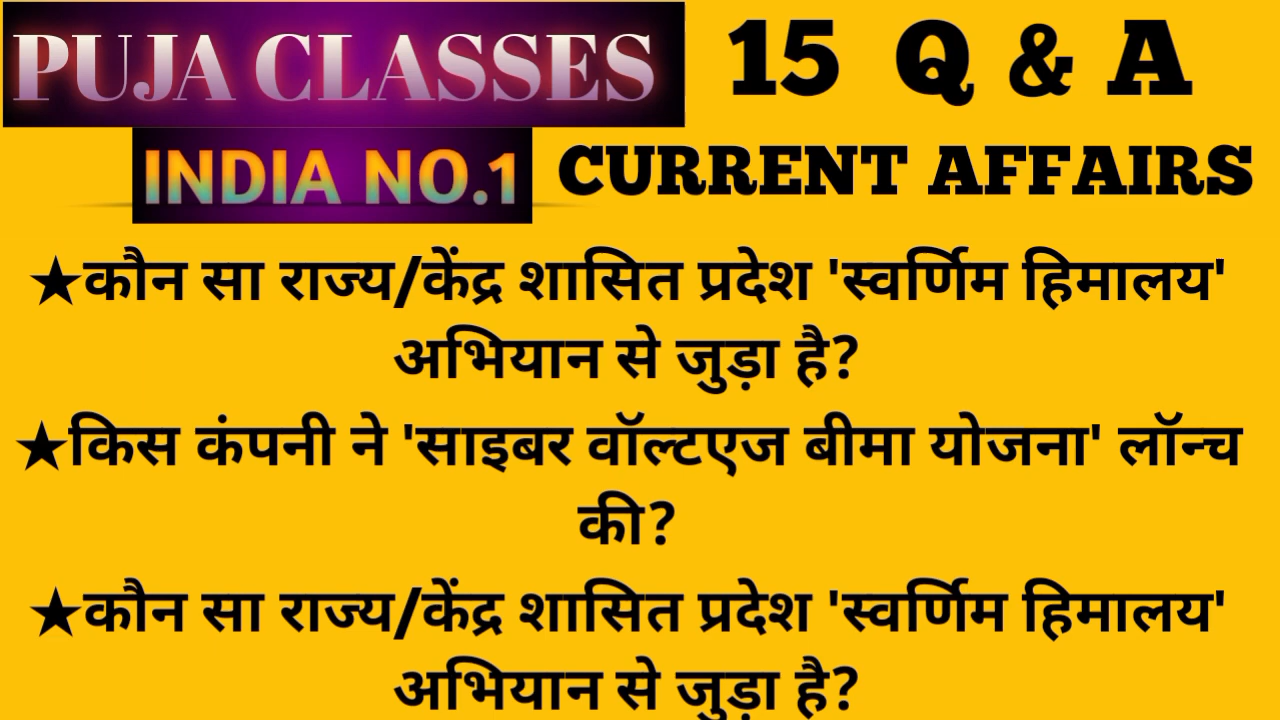 PUJA CLASSES 15 Q & A
INDIA NO.1 CURRENT AFFAIRS
★कौन सा राज्य/केंद्र शासित प्रदेश 'स्वर्णिम हिमालय'
अभियान से जुड़ा है?
★किस कंपनी ने 'साइबर वॉल्टएज बीमा योजना' लॉन्च
की?
★कौन सा राज्य/केंद्र शासित प्रदेश 'स्वर्णिम हिमालय'
अभियान से जुड़ा है?